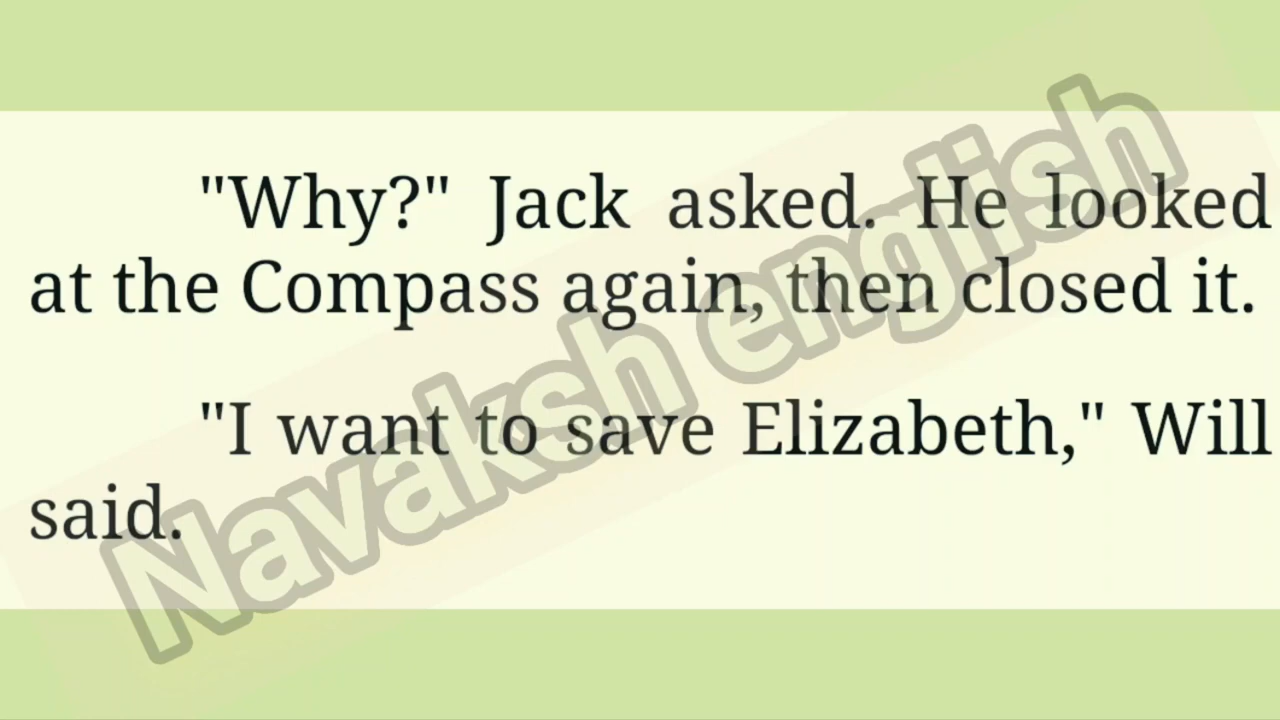 "Why?" Jack asked. He looked
at the Compass again, then closed it.
"I want to save Elizabeth," Will
said.
Navaksh english